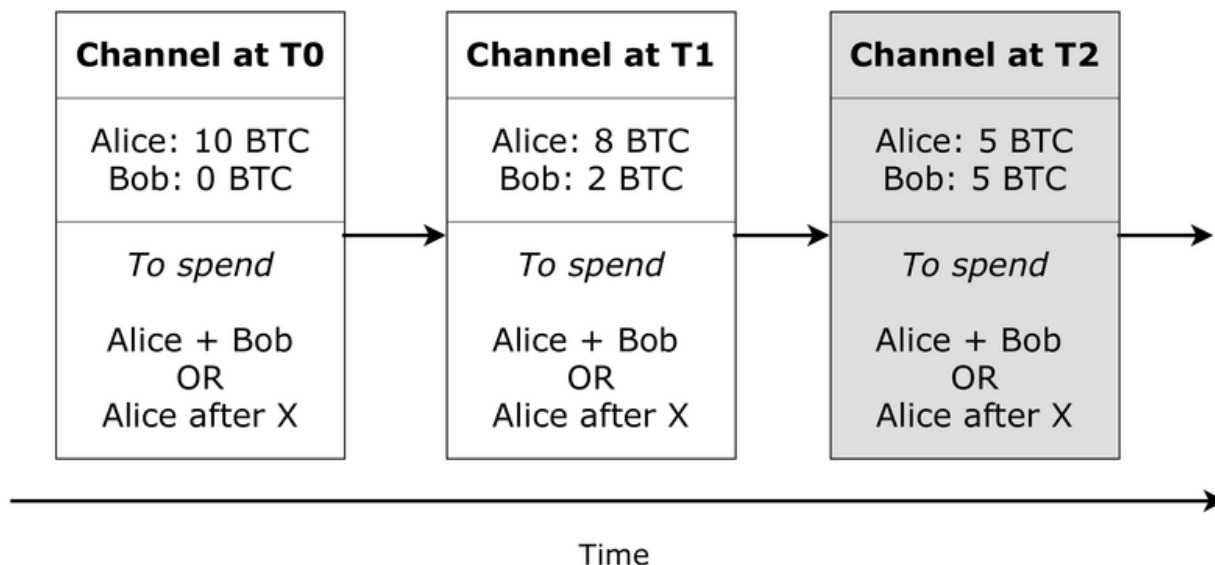 Channel at T0
Alice: 10 BTC
Bob: 0 BTC
To spend
Alice + Bob
OR
Alice after X
Channel at T1
Alice: 8 BTC
Bob: 2 BTC
To spend
Alice + Bob
OR
Alice after X
Channel at T2
Alice: 5 BTC
Bob: 5 BTC
To spend
Alice + Bob
OR
Alice after X
Time